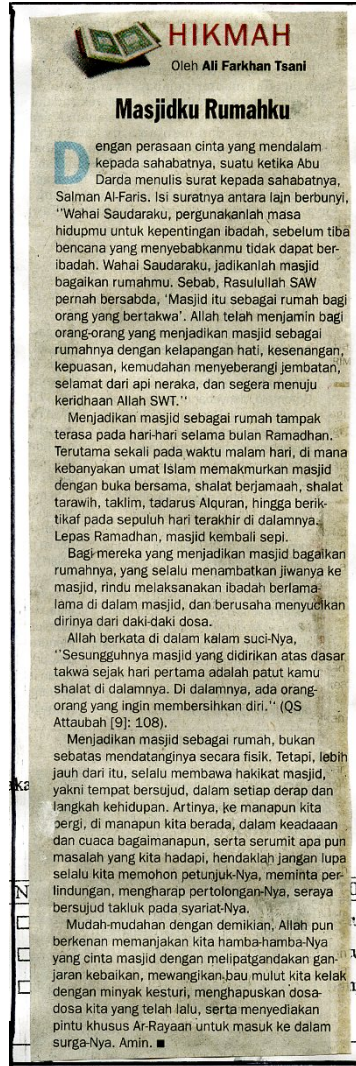 HIKMAH
Oleh Ali Farkhan Tsani
Masjidku Rumahku
Dengan perasaan cinta yang mendalam
kepada sahabatnya, suatu ketika Abu
Darda menulis surat kepada sahabatnya,
Salman Al-Faris. Isi suratnya antara lain berbunyi,
''Wahai Saudaraku, pergunakanlah masa
hidupmu untuk kepentingan ibadah, sebelum tiba
bencana yang menyebabkanmu tidak dapat ber-
ibadah. Wahai Saudaraku, jadikanlah masjid
bagaikan rumahmu. Sebab, Rasulullah SAW
pernah bersabda, 'Masjid itu sebagai rumah bagi
orang yang bertakwa'. Allah telah menjamin bagi
orang-orang yang menjadikan masjid sebagai
rumahnya dengan kelapangan hati, kesenangan,
kepuasan, kemudahan menyeberangi jembatan,
selamat dari api neraka, dan segera menuju
keridhaan Allah SWT.''
Menjadikan masjid sebagai rumah tampak
terasa pada hari-hari selama bulan Ramadhan.
Terutama sekali pada waktu malam hari, di mana
kebanyakan umat Islam memakmurkan masjid
dengan buka bersama, shalat berjamaah, shalat
tarawih, taklim, tadarus Alquran, hingga berik-
tikaf pada sepuluh hari terakhir di dalamnya.
Lepas Ramadhan, masjid kembali sepi.
Bagi mereka yang menjadikan masjid bagaikan
rumahnya, yang selalu menambatkan jiwanya ke
masjid, rindu melaksanakan ibadah berlama-
lama di dalam masjid, dan berusaha menyucikan
dirinya dari daki-daki dosa.
Allah berkata di dalam kalam suci-Nya,
''Sesungguhnya masjid yang didirikan atas dasar
takwa sejak hari pertama adalah patut kamu
shalat di dalamnya. Di dalamnya, ada orang-
orang yang ingin membersihkan diri.'' (QS
Attaubah [9]: 108).
Menjadikan masjid sebagai rumah, bukan
sebatas mendatanginya secara fisik. Tetapi, lebih
jauh dari itu, selalu membawa hakikat masjid,
yakni tempat bersujud, dalam setiap derap dan
langkah kehidupan. Artinya, ke manapun kita
pergi, di manapun kita berada, dalam keadaaan
dan cuaca bagaimanapun, serta serumit apa pun
masalah yang kita hadapi, hendaklah jangan lupa
selalu kita memohon petunjuk-Nya, meminta per-
lindungan, mengharap pertolongan-Nya, seraya
bersujud takluk pada syariat-Nya.
Mudah-mudahan dengan demikian, Allah pun
berkenan memanjakan kita hamba-hamba-Nya
yang cinta masjid dengan melipatgandakan gan-
jaran kebaikan, mewangikan bau mulut kita kelak
dengan minyak kesturi, menghapuskan dosa-
dosa kita yang telah lalu, serta menyediakan
pintu khusus Ar-Rayaan untuk masuk ke dalam
surga-Nya. Amin. ■